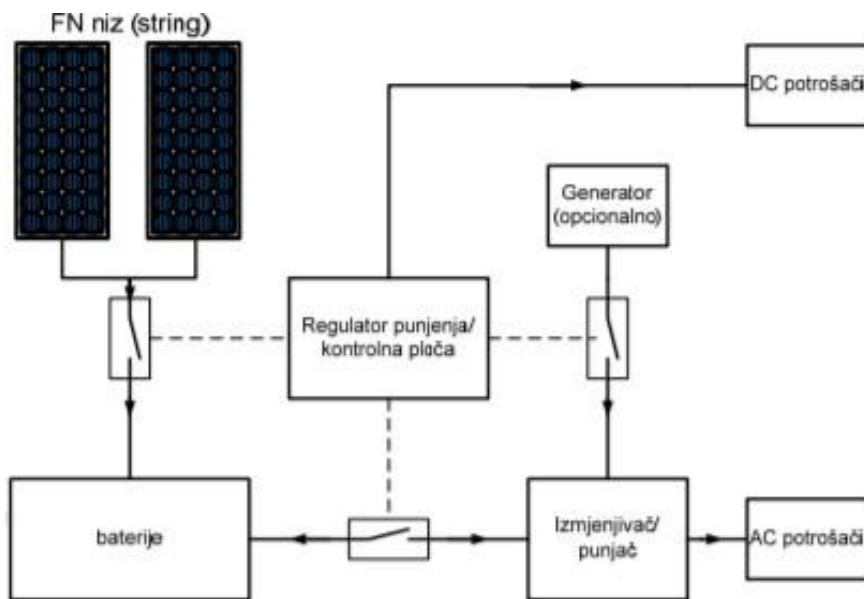 FN niz (string)
DC potrošači
Generator
(opcionalno)
Regulator punjenja/
kontrolna ploča
baterije
Izmjenjivač/
punjač
AC potrošači